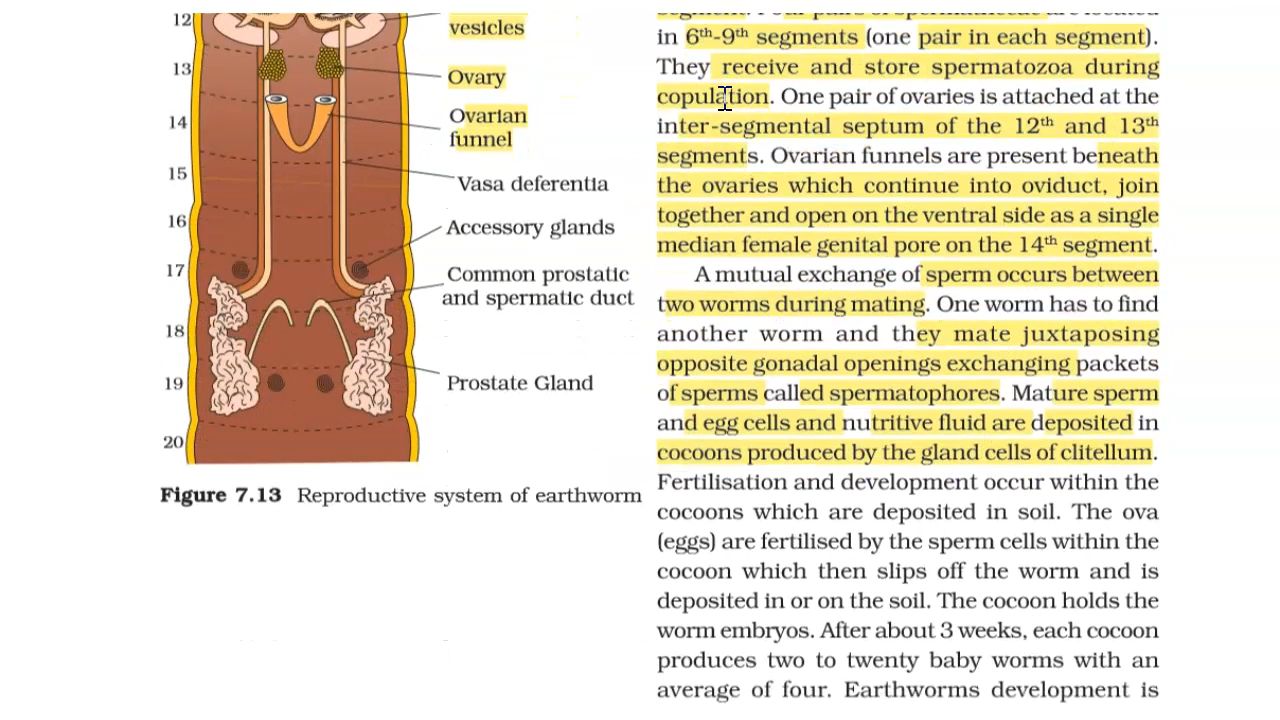 12
vesicles
13
Ovary
Ovarian
funnel
14
15
Vasa deferentia
16
Accessory glands
17
Common prostatic
and spermatic duct
18
19
Prostate Gland
20
Figure 7.13 Reproductive system of earthworm
in 6th-9th segments (one pair in each segment).
They receive and store spermatozoa during
copulation. One pair of ovaries is attached at the
inter-segmental septum of the 12th and 13th
segments. Ovarian funnels are present beneath
the ovaries which continue into oviduct, join
together and open on the ventral side as a single
median female genital pore on the 14th segment.
A mutual exchange of sperm occurs between
two worms during mating. One worm has to find
another worm and they mate juxtaposing
opposite gonadal openings exchanging packets
of sperms called spermatophores. Mature sperm
and egg cells and nutritive fluid are deposited in
cocoons produced by the gland cells of clitellum.
Fertilisation and development occur within the
cocoons which are deposited in soil. The ova
(eggs) are fertilised by the sperm cells within the
cocoon which then slips off the worm and is
deposited in or on the soil. The cocoon holds the
worm embryos. After about 3 weeks, each cocoon
produces two to twenty baby worms with an
average of four. Earthworms development is